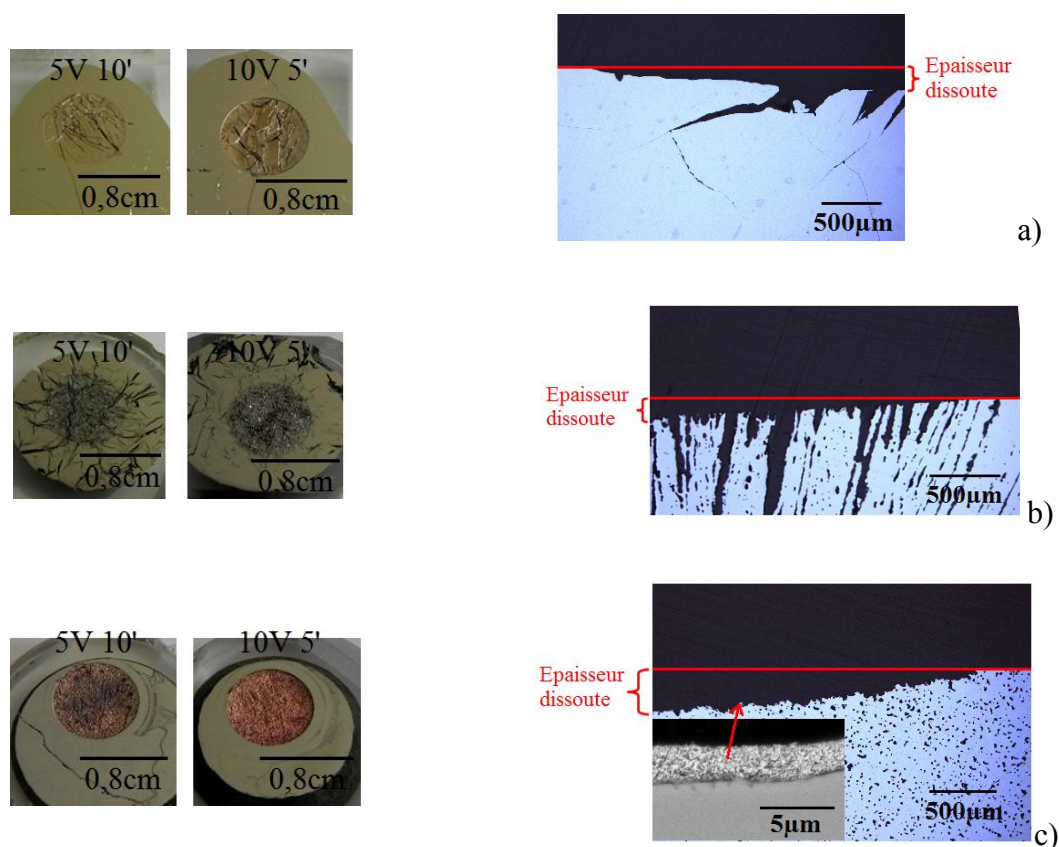 5V 10'
10V 5'
0,8cm
0,8cm
Epaisseur
dissoute
500µm
a)
5V 10'
10V 5'
0,8cm
0,8cm
Epaisseur
dissoute
500µm
b)
5V 10'
10V 5'
0,8cm
0,8cm
Epaisseur
dissoute
5µm
500µm
c)